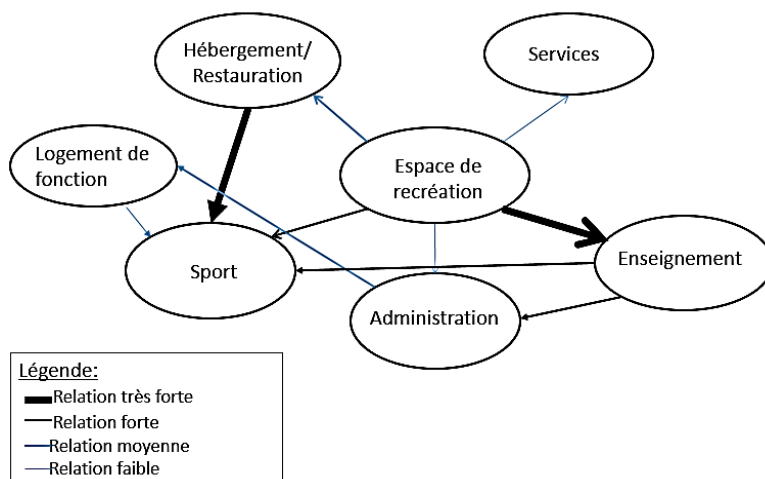 Hébergement/
Restauration
Services
Logement de
fonction
Espace de
recréation
Sport
Enseignement
Administration
Légende:
Relation très forte
Relation forte
Relation moyenne
Relation faible